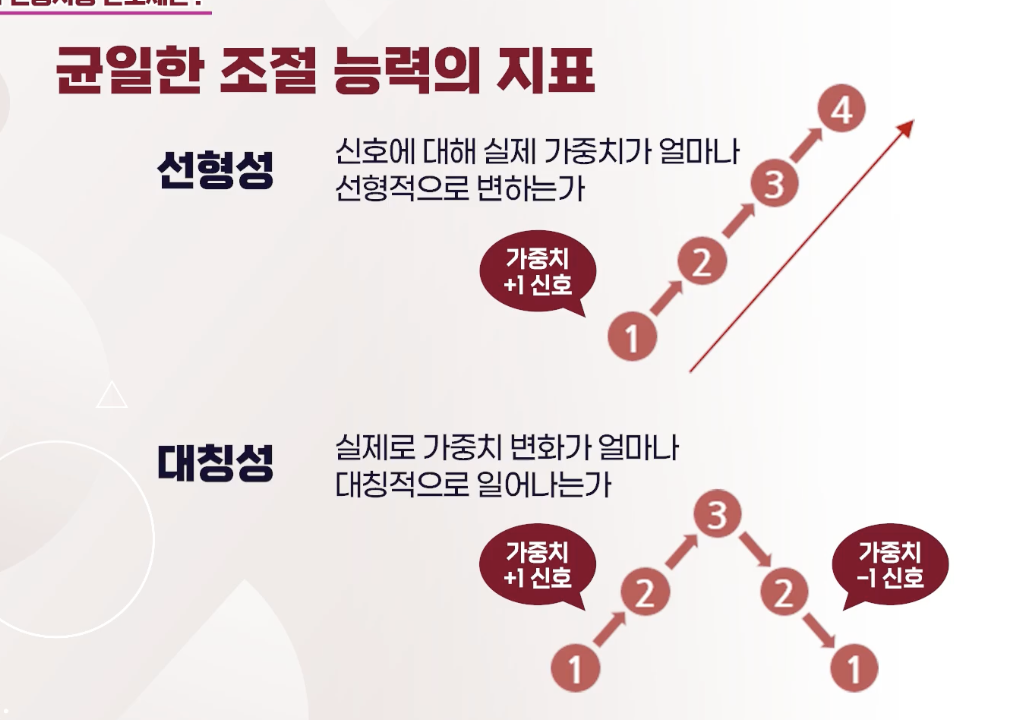 균일한 조절 능력의 지표
선형성
신호에 대해 실제 가중치가 얼마나
선형적으로 변하는가
가중치
+1 신호
1
2
3
4
대칭성
실제로 가중치 변화가 얼마나
대칭적으로 일어나는가
가중치
+1 신호
1
2
3
2
1
가중치
-1 신호